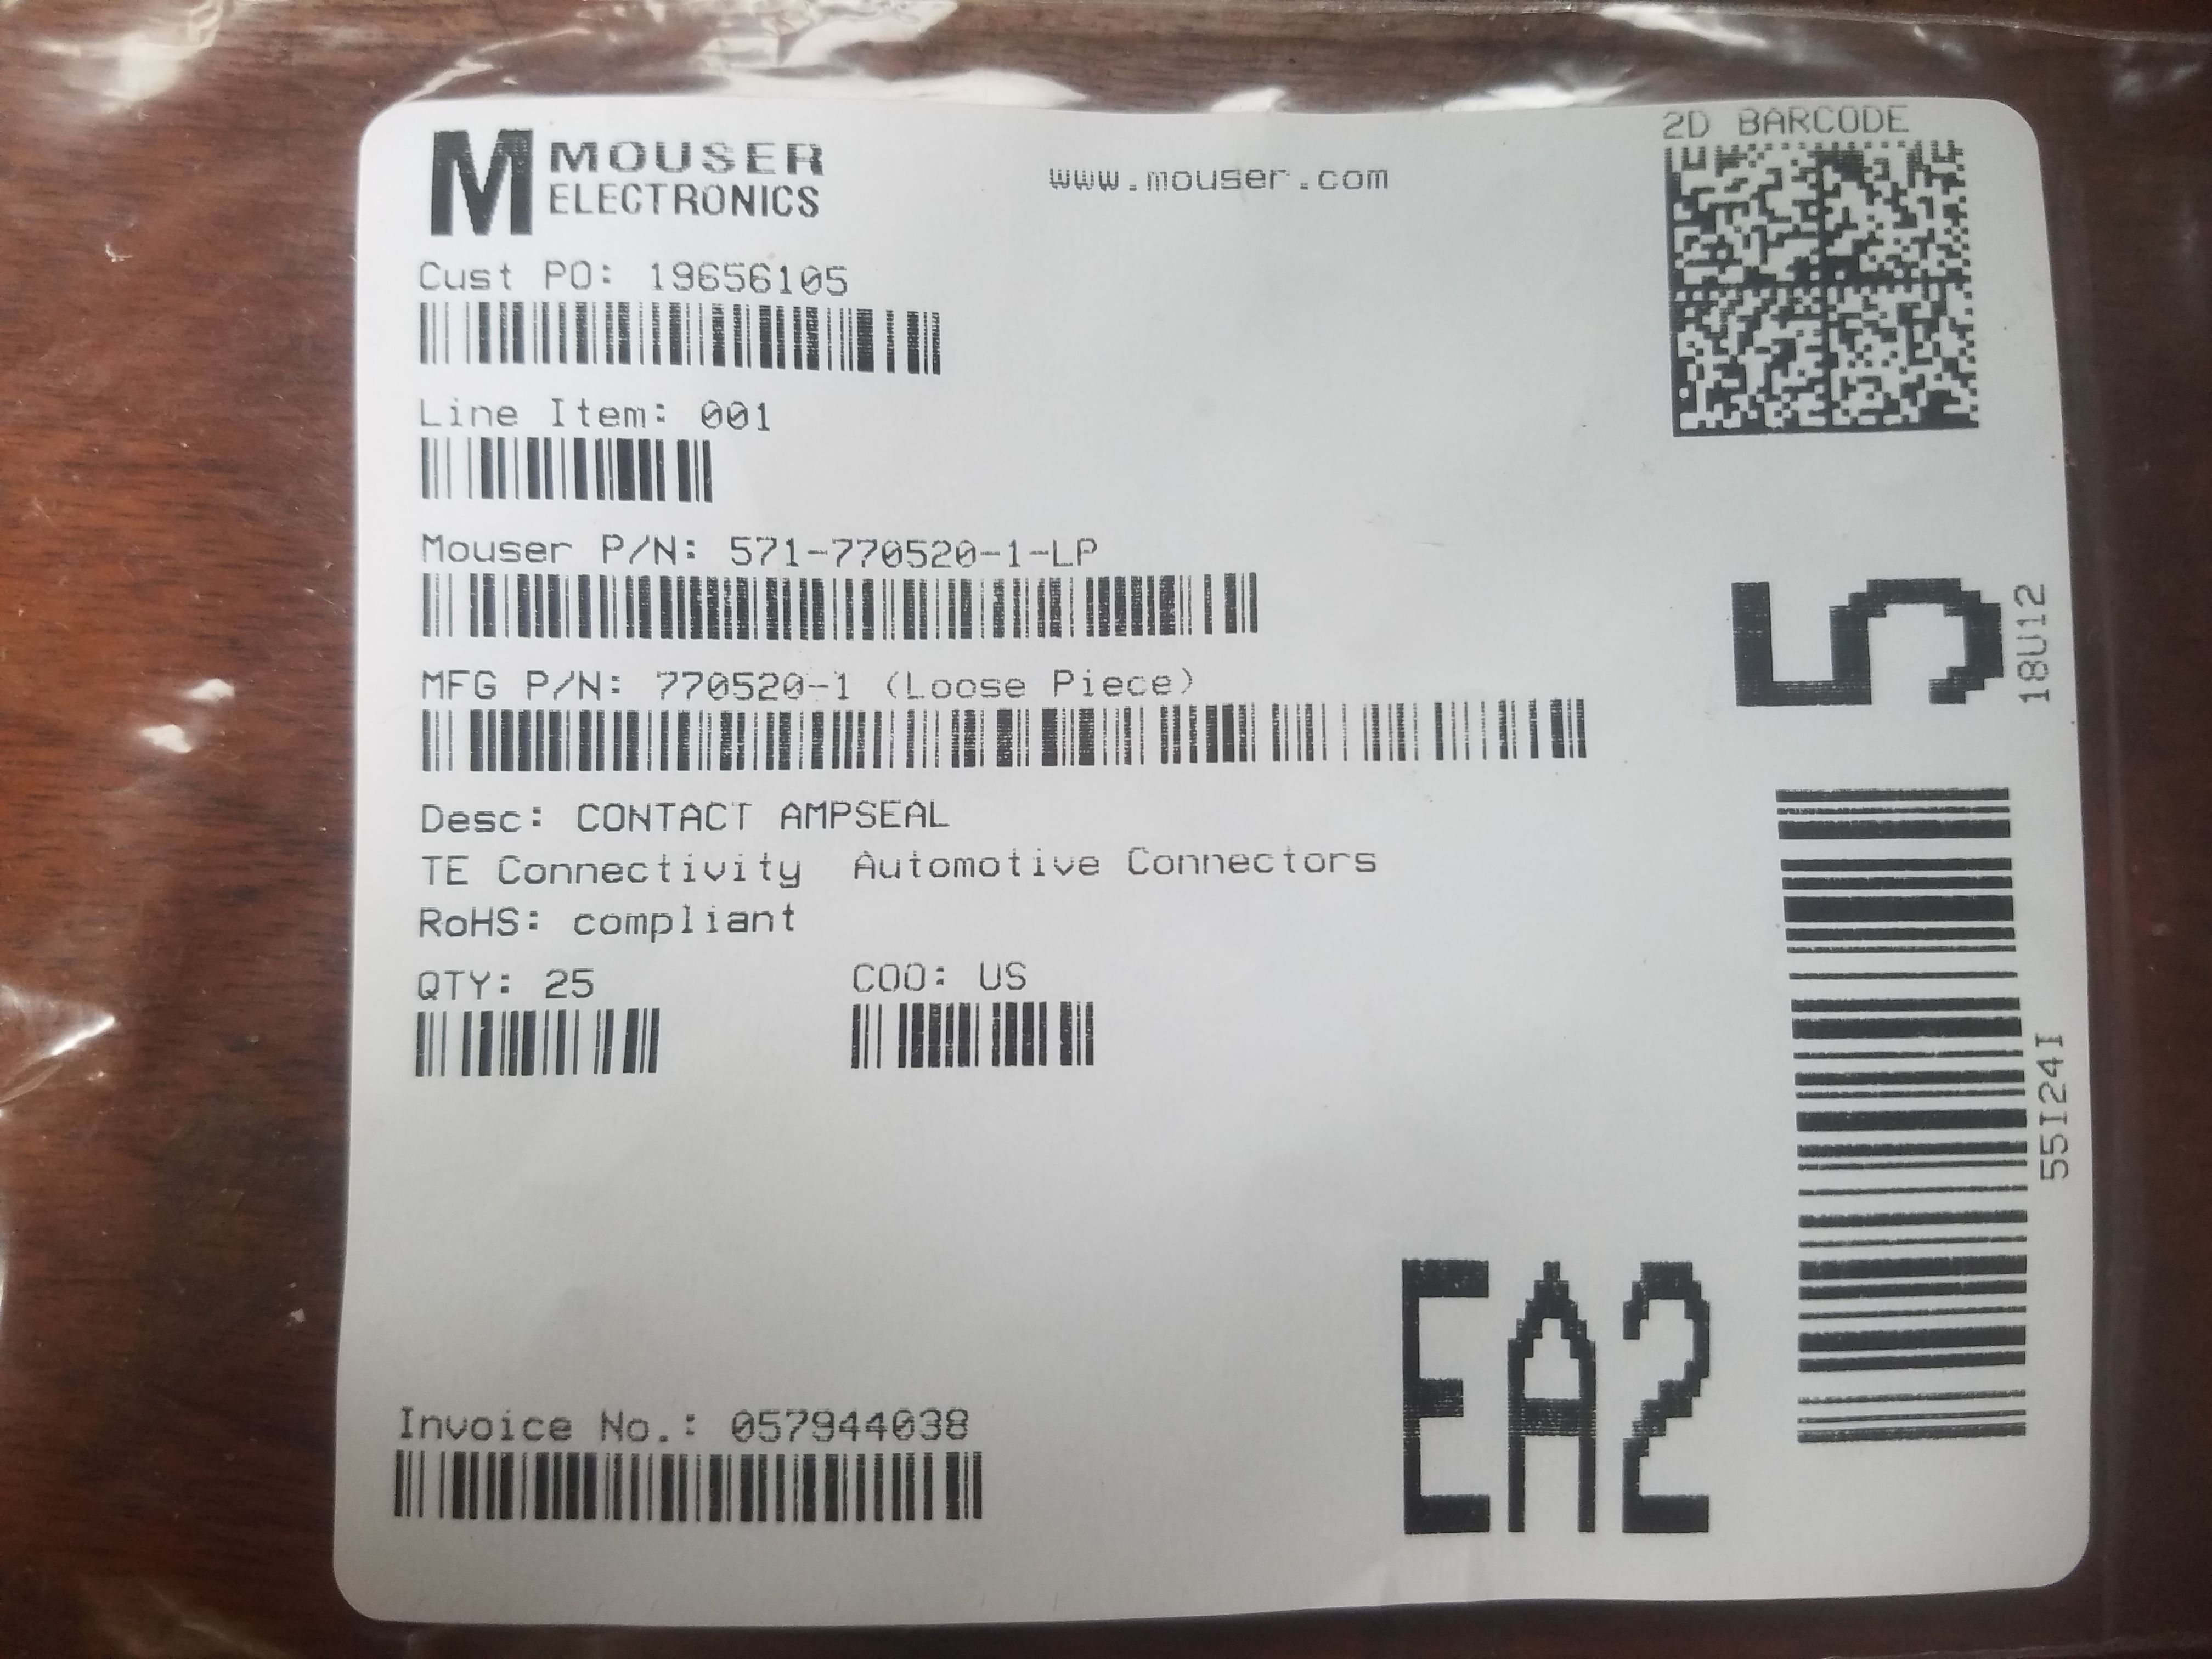 MOUSER
ELECTRONICS
www.mouser.com
2D BARCODE
Cust PO: 19656105
Line Item: 001
Mouser P/N: 571-770520-1-LP
MFG P/N: 770520-1 (Loose Piece)
Desc: CONTACT AMPSEAL
TE Connectivity Automotive Connectors
RoHS: compliant
QTY: 25 COO: US
Invoice No.: 057944038
EA2
5
18U12
55I24I